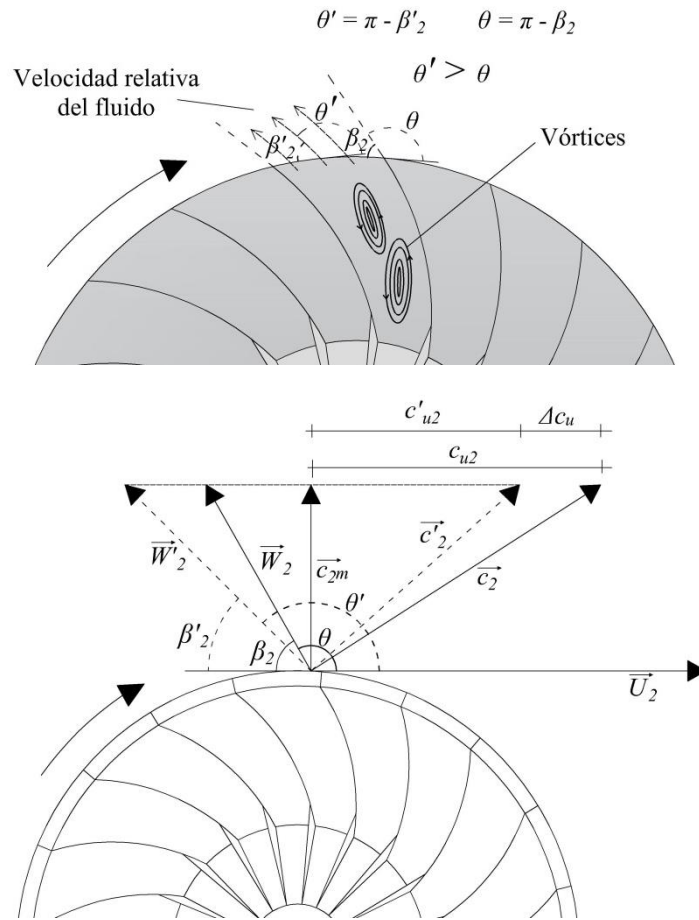 θ' = π - β'₂ θ = π - β₂
θ' > θ
Velocidad relativa
del fluido
θ'
θ
β'₂
β₂
Vórtices
c'ᵤ₂
Δcᵤ
cᵤ₂
W'₂
W₂
c₂ₘ
c'₂
c₂
θ'
β'₂
β₂
θ
U₂